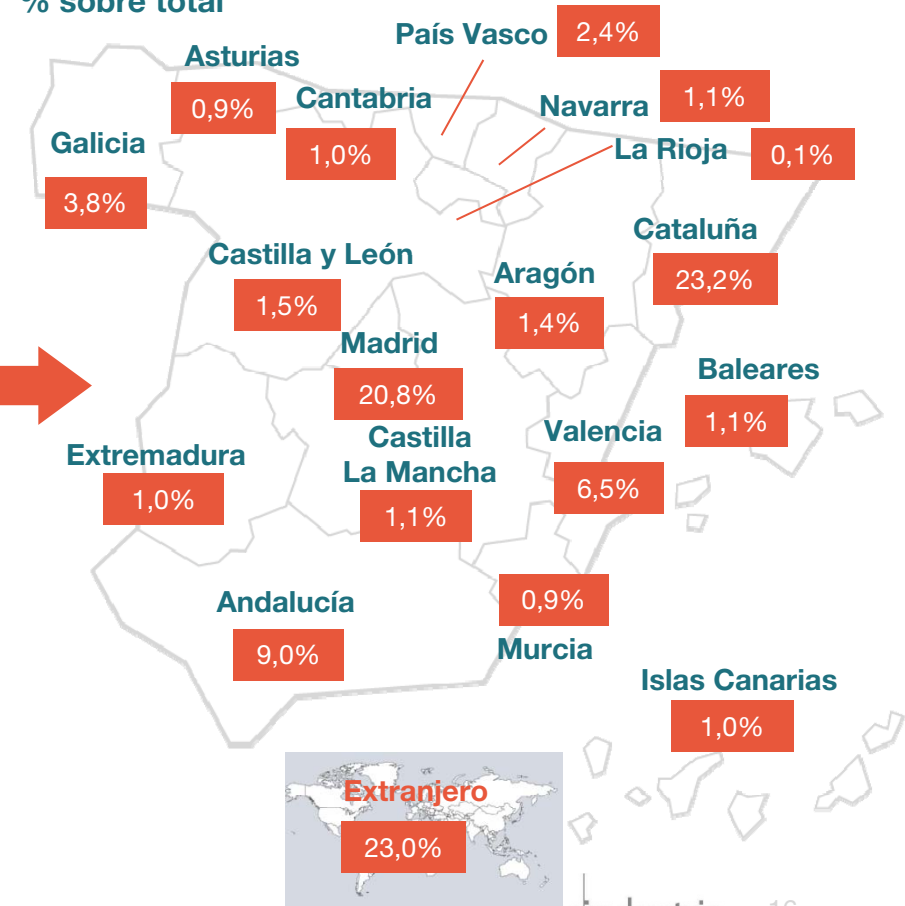 % sobre total
País Vasco
2,4%
Asturias
0,9%
Cantabria
1,0%
Navarra
1,1%
Galicia
3,8%
La Rioja
0,1%
Cataluña
23,2%
Castilla y León
1,5%
Aragón
1,4%
Madrid
20,8%
Baleares
1,1%
Castilla
La Mancha
1,1%
Valencia
6,5%
Extremadura
1,0%
Andalucía
9,0%
0,9%
Murcia
Islas Canarias
1,0%
Extranjero
23,0%